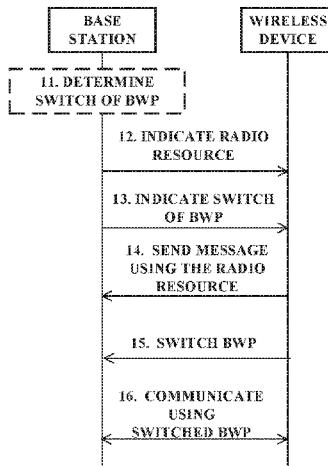 BASE
STATION
WIRELESS
DEVICE
11. DETERMINE
SWITCH OF BWP
12. INDICATE RADIO
RESOURCE
13. INDICATE SWITCH
OF BWP
14. SEND MESSAGE
USING THE RADIO
RESOURCE
15. SWITCH BWP
16. COMMUNICATE
USING
SWITCHED BWP